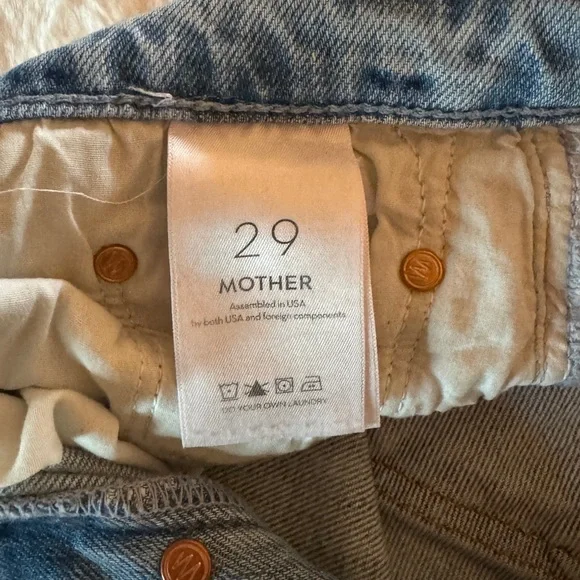 29
MOTHER
Assembled in USA
by both USA and foreign components
DO YOUR OWN LAUNDRY
M
M
M